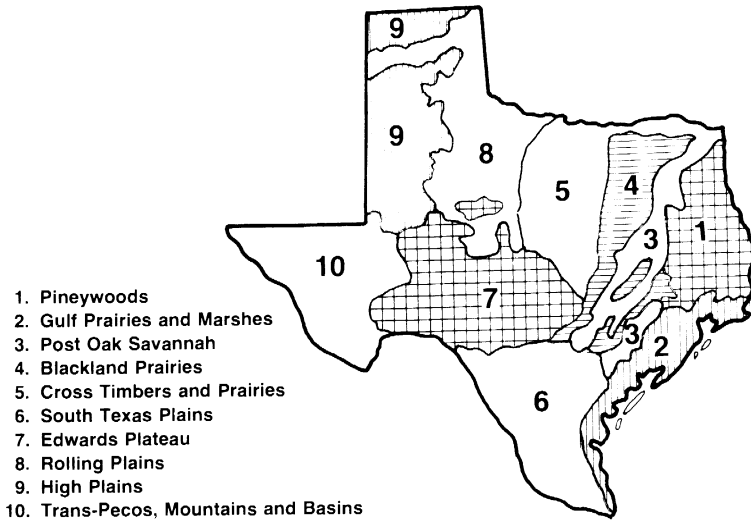 9
9
8
5
4
1
3
10
7
3
2
6
1. Pineywoods
2. Gulf Prairies and Marshes
3. Post Oak Savannah
4. Blackland Prairies
5. Cross Timbers and Prairies
6. South Texas Plains
7. Edwards Plateau
8. Rolling Plains
9. High Plains
10. Trans-Pecos, Mountains and Basins